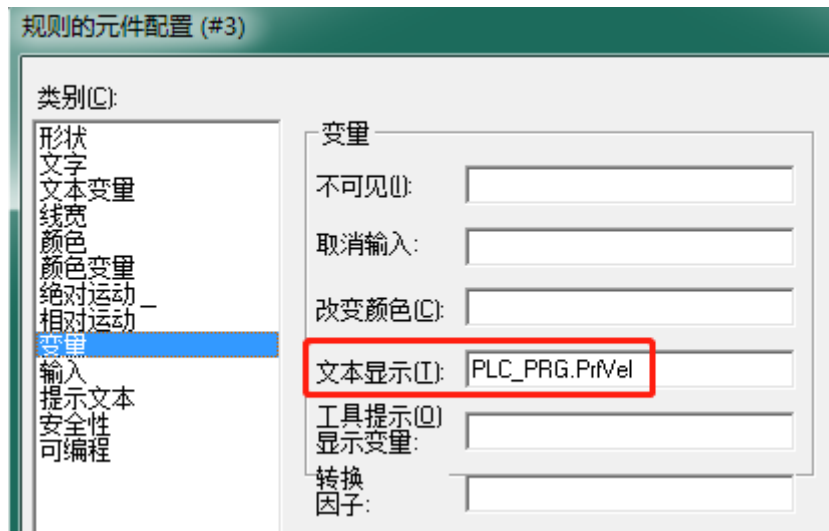 规则的元件配置 (#3)
类别(C):
形状
文字
文本变量
线宽
颜色
颜色变量
绝对运动_
相对运动
变量
输入
提示文本
安全性
可编程
变量
不可见(I):
取消输入:
改变颜色(C):
文本显示(T): PLC_PRG.PrfVel
工具提示(O)
显示变量:
转换
因子: